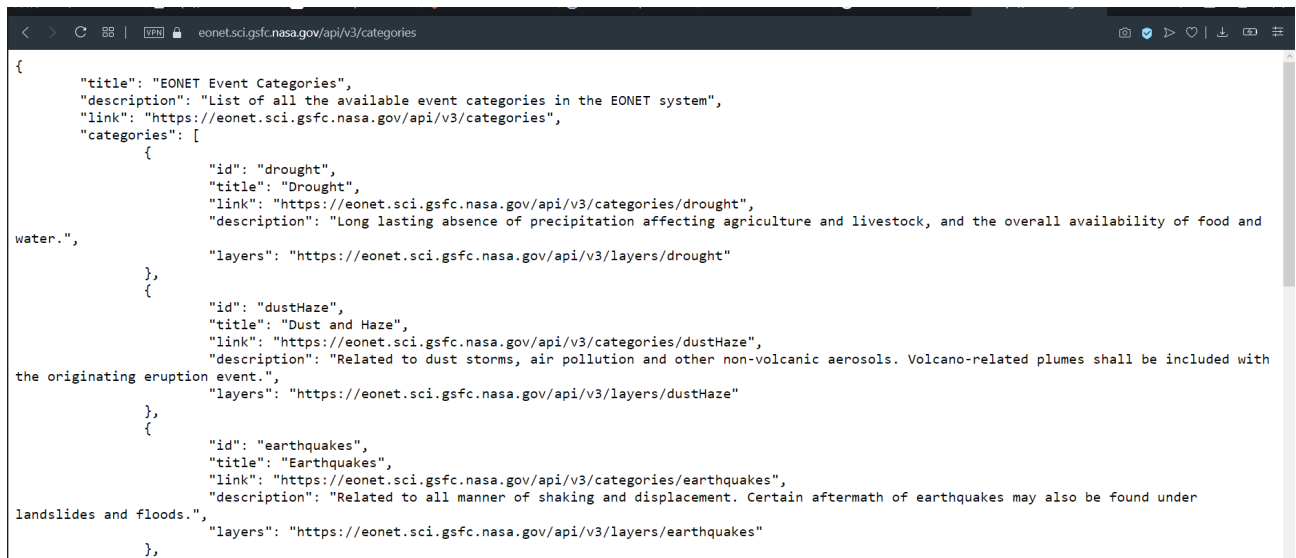 VPN eonet.sci.gsfc.nasa.gov/api/v3/categories
{
"title": "EONET Event Categories",
"description": "List of all the available event categories in the EONET system",
"link": "https://eonet.sci.gsfc.nasa.gov/api/v3/categories",
"categories": [
{
"id": "drought",
"title": "Drought",
"link": "https://eonet.sci.gsfc.nasa.gov/api/v3/categories/drought",
"description": "Long lasting absence of precipitation affecting agriculture and livestock, and the overall availability of food and
water.",
"layers": "https://eonet.sci.gsfc.nasa.gov/api/v3/layers/drought"
},
{
"id": "dustHaze",
"title": "Dust and Haze",
"link": "https://eonet.sci.gsfc.nasa.gov/api/v3/categories/dustHaze",
"description": "Related to dust storms, air pollution and other non-volcanic aerosols. Volcano-related plumes shall be included with
the originating eruption event.",
"layers": "https://eonet.sci.gsfc.nasa.gov/api/v3/layers/dustHaze"
},
{
"id": "earthquakes",
"title": "Earthquakes",
"link": "https://eonet.sci.gsfc.nasa.gov/api/v3/categories/earthquakes",
"description": "Related to all manner of shaking and displacement. Certain aftermath of earthquakes may also be found under
landslides and floods.",
"layers": "https://eonet.sci.gsfc.nasa.gov/api/v3/layers/earthquakes"
},